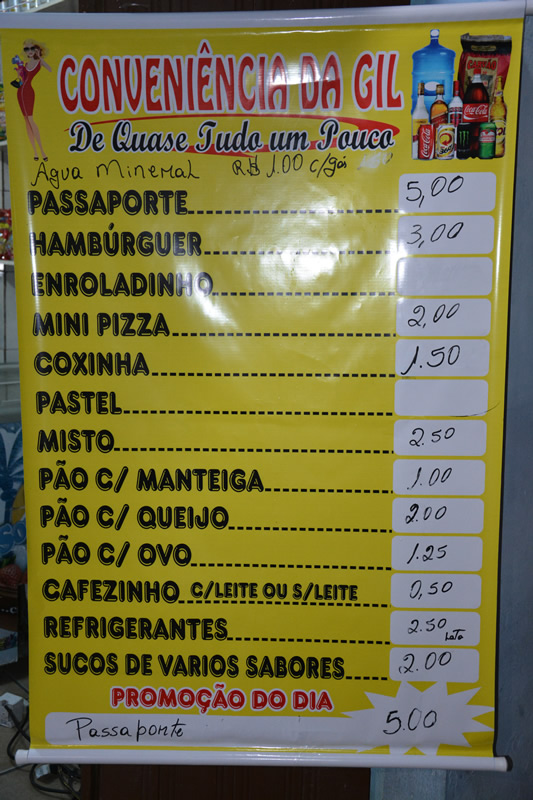 CONVENIÊNCIA DA GIL
De Quase Tudo um Pouco
Água Mineral R$ 1.00 c/gás
PASSAPORTE 5,00
HAMBÚRGUER 3,00
ENROLADINHO
MINI PIZZA 2,00
COXINHA 1.50
PASTEL
MISTO 2.50
PÃO C/ MANTEIGA 1.00
PÃO C/ QUEIJO 2.00
PÃO C/ OVO 1.25
CAFEZINHO C/LEITE OU S/LEITE 0,50
REFRIGERANTES 2.50 Lata
SUCOS DE VARIOS SABORES 2.00
PROMOÇÃO DO DIA
Passaporte 5.00